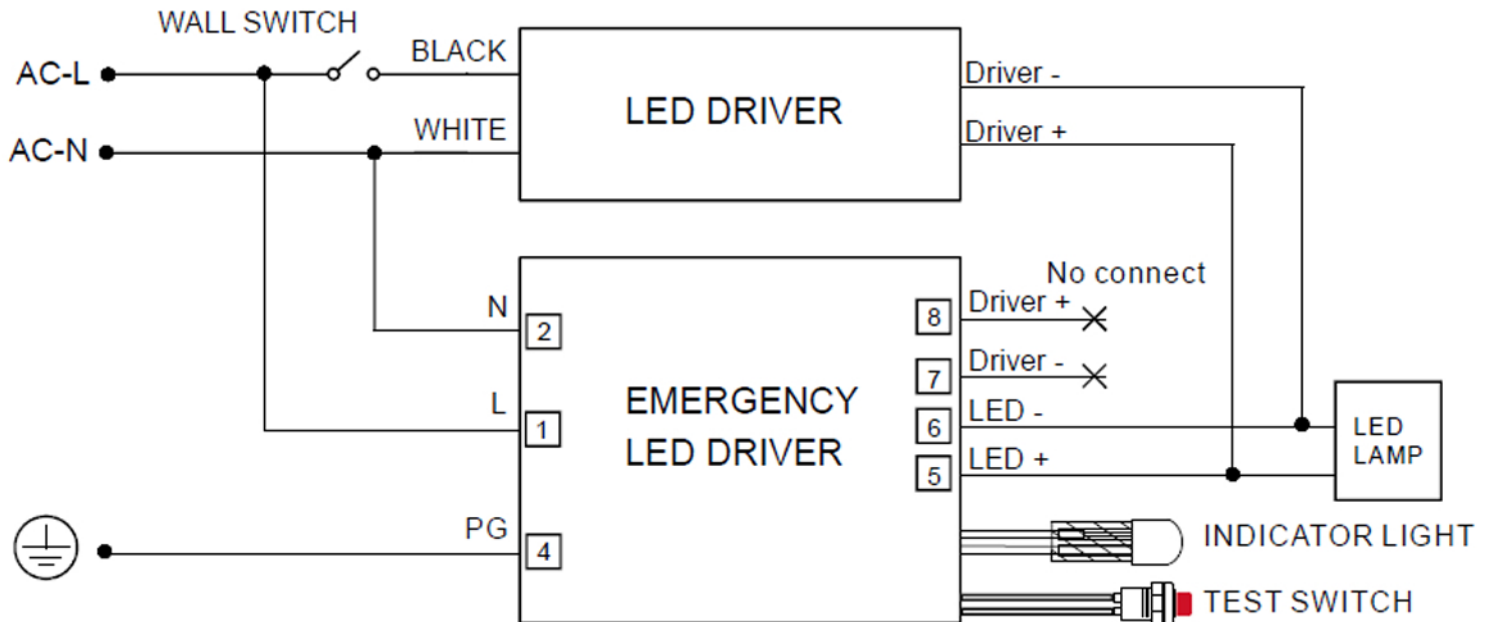 WALL SWITCH
AC-L
BLACK
AC-N
WHITE
LED DRIVER
Driver -
Driver +
No connect
N
2
L
1
PG
4
EMERGENCY
LED DRIVER
8
Driver +
7
Driver -
6
LED -
5
LED +
LED
LAMP
INDICATOR LIGHT
TEST SWITCH